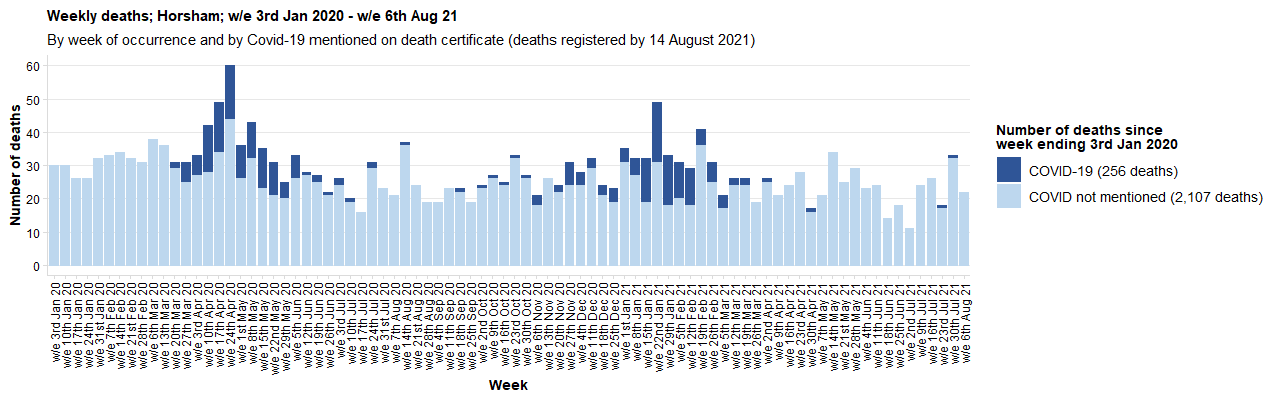 Weekly deaths; Horsham; w/e 3rd Jan 2020 - w/e 6th Aug 21
By week of occurrence and by Covid-19 mentioned on death certificate (deaths registered by 14 August 2021)
Number of deaths
60
50
40
30
20
10
0
w/e 3rd Jan 20
w/e 10th Jan 20
w/e 17th Jan 20
w/e 24th Jan 20
w/e 31st Jan 20
w/e 7th Feb 20
w/e 14th Feb 20
w/e 21st Feb 20
w/e 28th Feb 20
w/e 6th Mar 20
w/e 13th Mar 20
w/e 20th Mar 20
w/e 27th Mar 20
w/e 3rd Apr 20
w/e 10th Apr 20
w/e 17th Apr 20
w/e 24th Apr 20
w/e 1st May 20
w/e 8th May 20
w/e 15th May 20
w/e 22nd May 20
w/e 29th May 20
w/e 5th Jun 20
w/e 12th Jun 20
w/e 19th Jun 20
w/e 26th Jun 20
w/e 3rd Jul 20
w/e 10th Jul 20
w/e 17th Jul 20
w/e 24th Jul 20
w/e 31st Jul 20
w/e 7th Aug 20
w/e 14th Aug 20
w/e 21st Aug 20
w/e 28th Aug 20
w/e 4th Sep 20
w/e 11th Sep 20
w/e 18th Sep 20
w/e 25th Sep 20
w/e 2nd Oct 20
w/e 9th Oct 20
w/e 16th Oct 20
w/e 23rd Oct 20
w/e 30th Oct 20
w/e 6th Nov 20
w/e 13th Nov 20
w/e 20th Nov 20
w/e 27th Nov 20
w/e 4th Dec 20
w/e 11th Dec 20
w/e 18th Dec 20
w/e 25th Dec 20
w/e 1st Jan 21
w/e 8th Jan 21
w/e 15th Jan 21
w/e 22nd Jan 21
w/e 29th Jan 21
w/e 5th Feb 21
w/e 12th Feb 21
w/e 19th Feb 21
w/e 26th Feb 21
w/e 5th Mar 21
w/e 12th Mar 21
w/e 19th Mar 21
w/e 26th Mar 21
w/e 2nd Apr 21
w/e 9th Apr 21
w/e 16th Apr 21
w/e 23rd Apr 21
w/e 30th Apr 21
w/e 7th May 21
w/e 14th May 21
w/e 21st May 21
w/e 28th May 21
w/e 4th Jun 21
w/e 11th Jun 21
w/e 18th Jun 21
w/e 25th Jun 21
w/e 2nd Jul 21
w/e 9th Jul 21
w/e 16th Jul 21
w/e 23rd Jul 21
w/e 30th Jul 21
w/e 6th Aug 21
Week
Number of deaths since
week ending 3rd Jan 2020
COVID-19 (256 deaths)
COVID not mentioned (2,107 deaths)